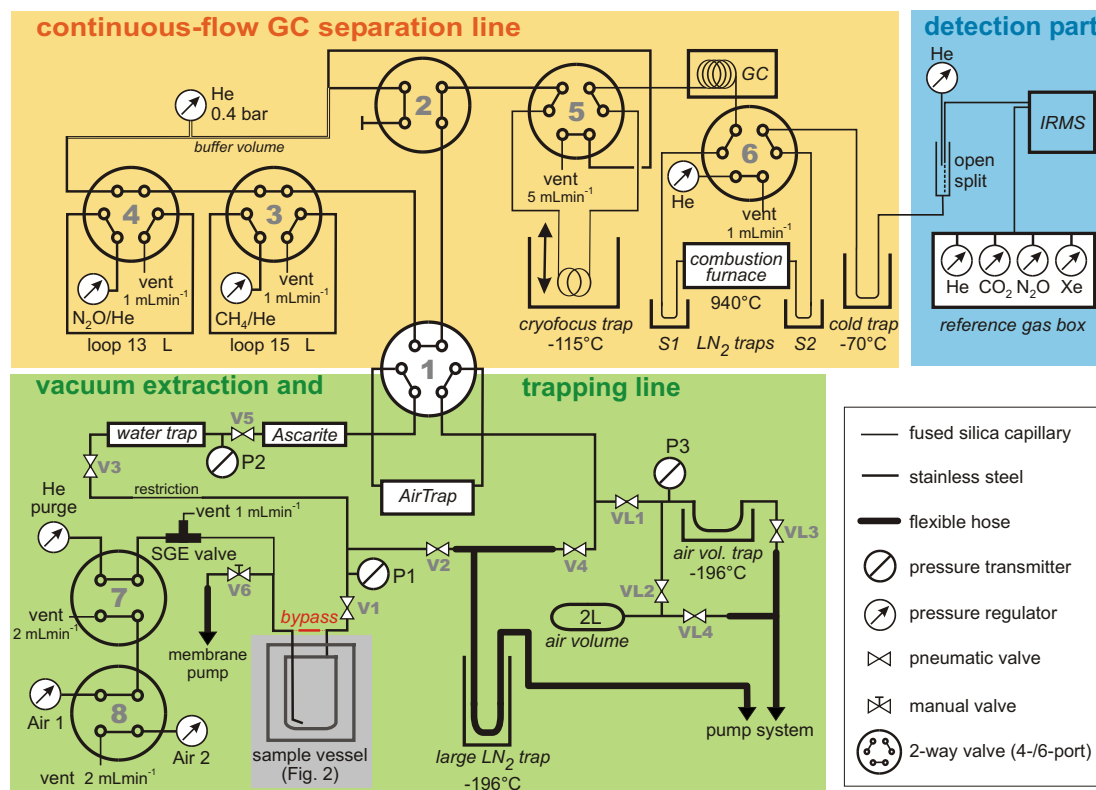 continuous-flow GC separation line
detection part
He
0.4 bar
buffer volume
2
5
GC
6
He
IRMS
open
split
4
3
vent
1 mLmin⁻¹
N₂O/He
loop 13 L
vent
1 mLmin⁻¹
CH₄/He
loop 15 L
vent
5 mLmin⁻¹
He
vent
1 mLmin⁻¹
combustion
furnace
940°C
cryofocus trap
-115°C
S1
LN₂ traps
S2
cold trap
-70°C
He
CO₂
N₂O
Xe
reference gas box
1
vacuum extraction and
trapping line
water trap
V5
Ascarite
P2
V3
restriction
AirTrap
He
purge
vent 1 mLmin⁻¹
SGE valve
V6
membrane
pump
7
vent
2 mLmin⁻¹
8
Air 1
Air 2
vent 2 mLmin⁻¹
P1
V2
V4
V1
bypass
sample vessel
(Fig. 2)
large LN₂ trap
-196°C
P3
VL1
VL3
air vol. trap
-196°C
VL2
2L
air volume
VL4
pump system
fused silica capillary
stainless steel
flexible hose
pressure transmitter
pressure regulator
pneumatic valve
manual valve
2-way valve (4-/6-port)